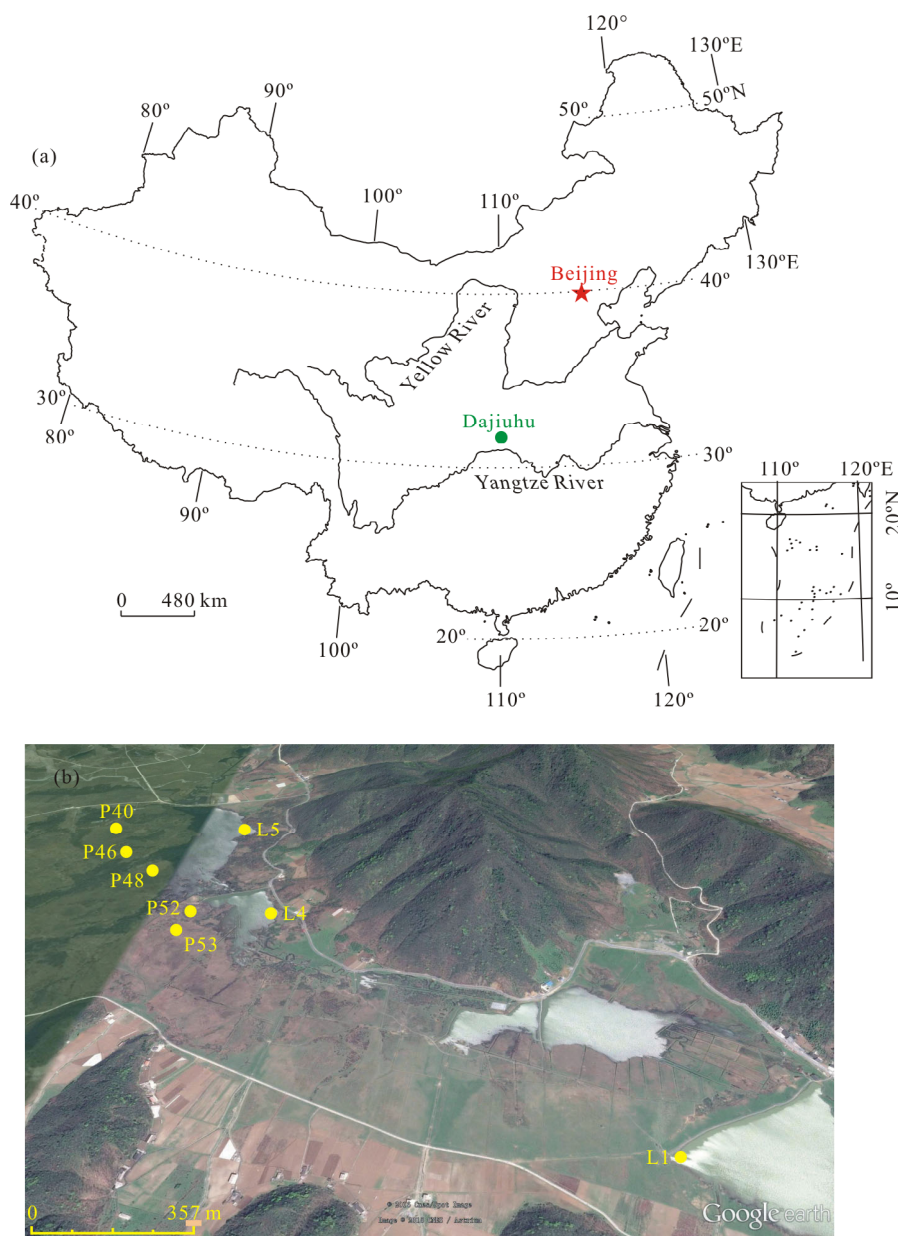 120°
130°E
50°N
50°
90°
80°
(a)
100°
110°
40°
130°E
Beijing
40°
Yellow River
30°
80°
Dajiuhu
30°
Yangtze River
110°
120°E
90°
20°N
0 480 km
10°
20°
20°
100°
110°
120°
(b)
P40
L5
P46
P48
P52
L4
P53
L1
0 357 m
Google earth